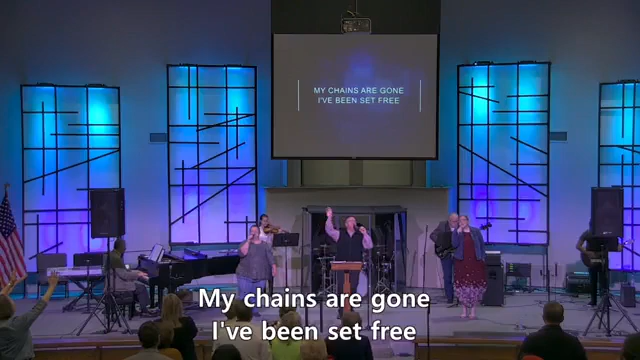 MY CHAINS ARE GONE
I'VE BEEN SET FREE
My chains are gone
I've been set free